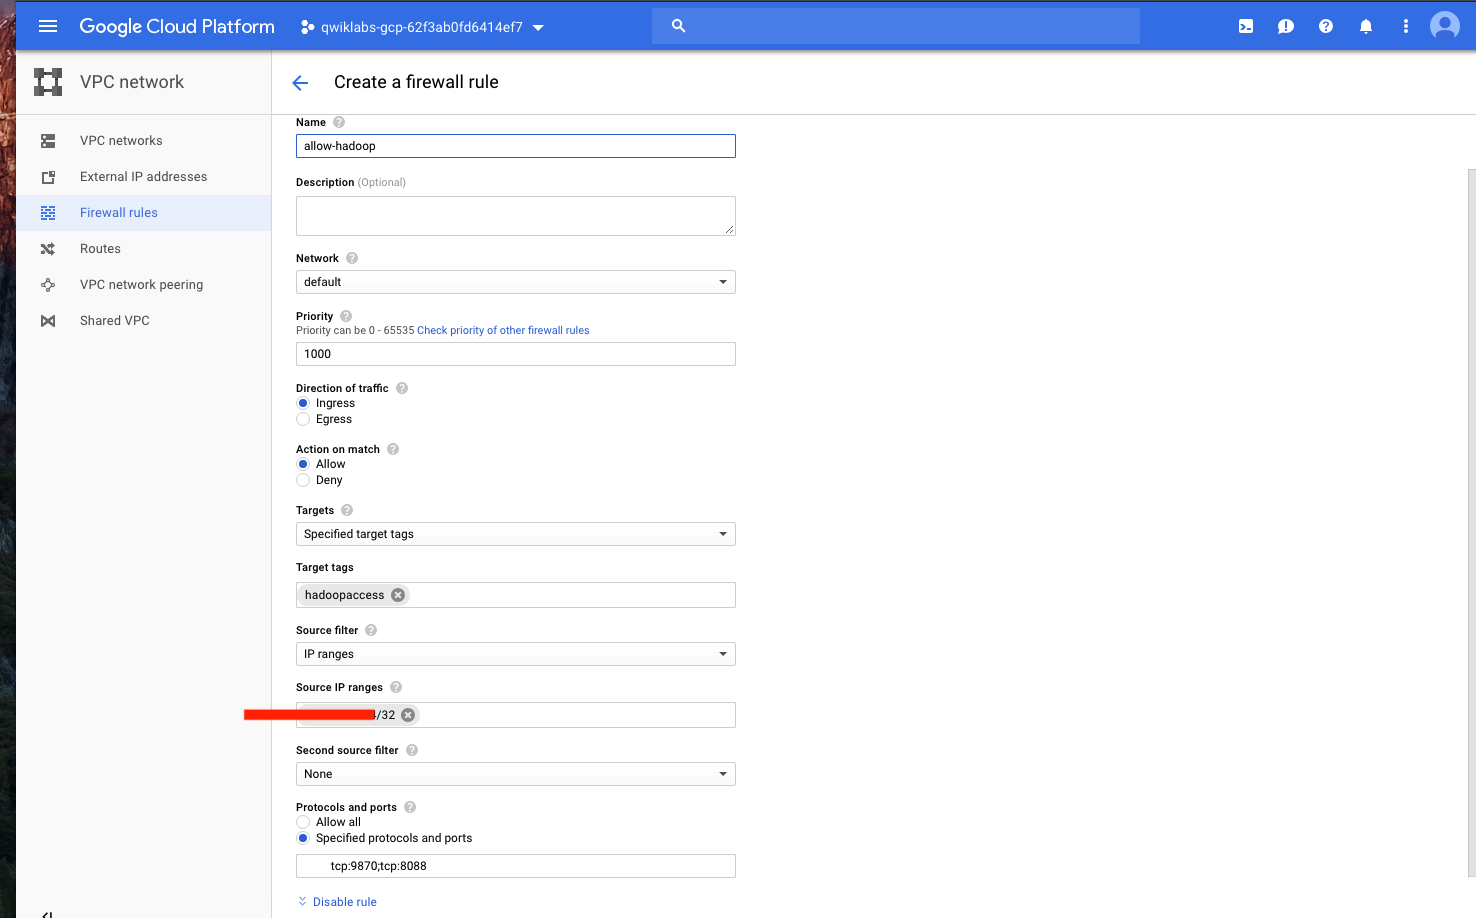 Google Cloud Platform
qwiklabs-gcp-62f3ab0fd6414ef7
VPC network
Create a firewall rule
VPC networks
External IP addresses
Firewall rules
Routes
VPC network peering
Shared VPC
Name
allow-hadoop
Description (Optional)
Network
default
Priority
Priority can be 0 - 65535 Check priority of other firewall rules
1000
Direction of traffic
Ingress
Egress
Action on match
Allow
Deny
Targets
Specified target tags
Target tags
hadoopaccess
Source filter
IP ranges
Source IP ranges
/32
Second source filter
None
Protocols and ports
Allow all
Specified protocols and ports
tcp:9870;tcp:8088
Disable rule